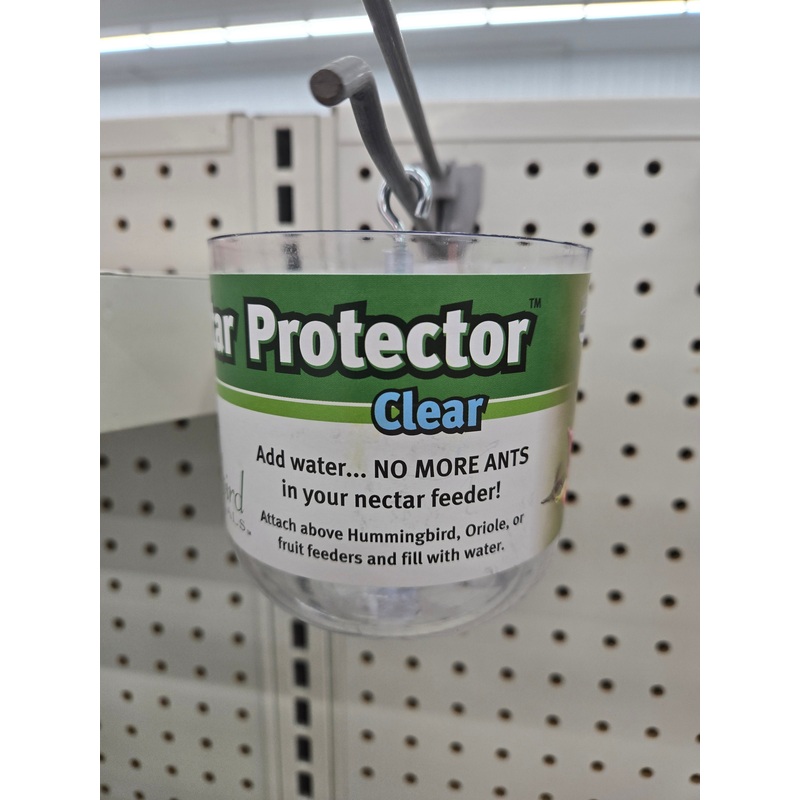 ar Protector™
Clear
Add water... NO MORE ANTS
in your nectar feeder!
Attach above Hummingbird, Oriole, or
fruit feeders and fill with water.